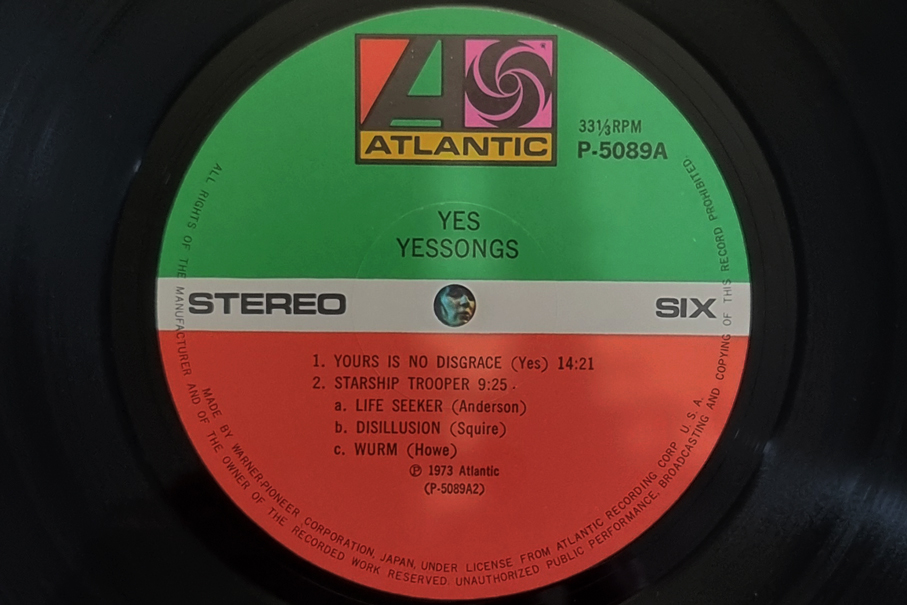 ATLANTIC
33⅓RPM
P-5089A
YES
YESSONGS
STEREO
SIX
1. YOURS IS NO DISGRACE (Yes) 14:21
2. STARSHIP TROOPER 9:25
a. LIFE SEEKER (Anderson)
b. DISILLUSION (Squire)
c. WURM (Howe)
Ⓟ 1973 Atlantic
(P-5089A2)
MADE BY WARNER-PIONEER CORPORATION, JAPAN, UNDER LICENSE FROM ATLANTIC RECORDING CORP. U. S. A.
ALL RIGHTS OF THE MANUFACTURER AND OF THE OWNER OF THE RECORDED WORK RESERVED UNAUTHORIZED PUBLIC PERFORMANCE, BROADCASTING AND COPYING OF THIS RECORD PROHIBITED.